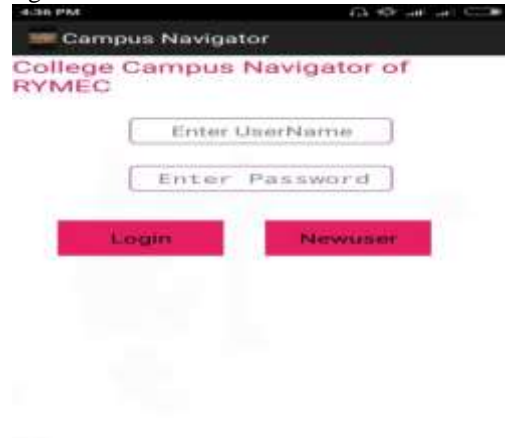 4:36 PM
Campus Navigator
College Campus Navigator of
RYMEC
Enter UserName
Enter Password
Login
Newuser